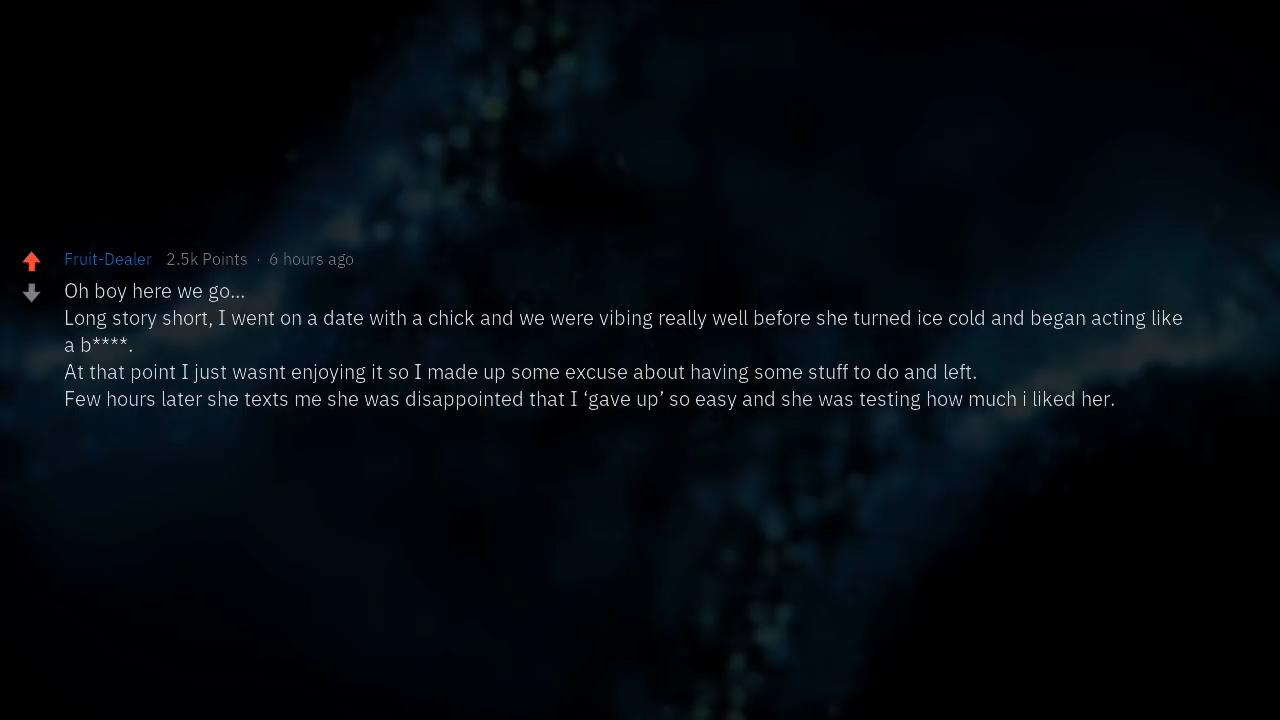 Fruit-Dealer 2.5k Points · 6 hours ago
Oh boy here we go...
Long story short, I went on a date with a chick and we were vibing really well before she turned ice cold and began acting like
a b****.
At that point I just wasnt enjoying it so I made up some excuse about having some stuff to do and left.
Few hours later she texts me she was disappointed that I ‘gave up’ so easy and she was testing how much i liked her.